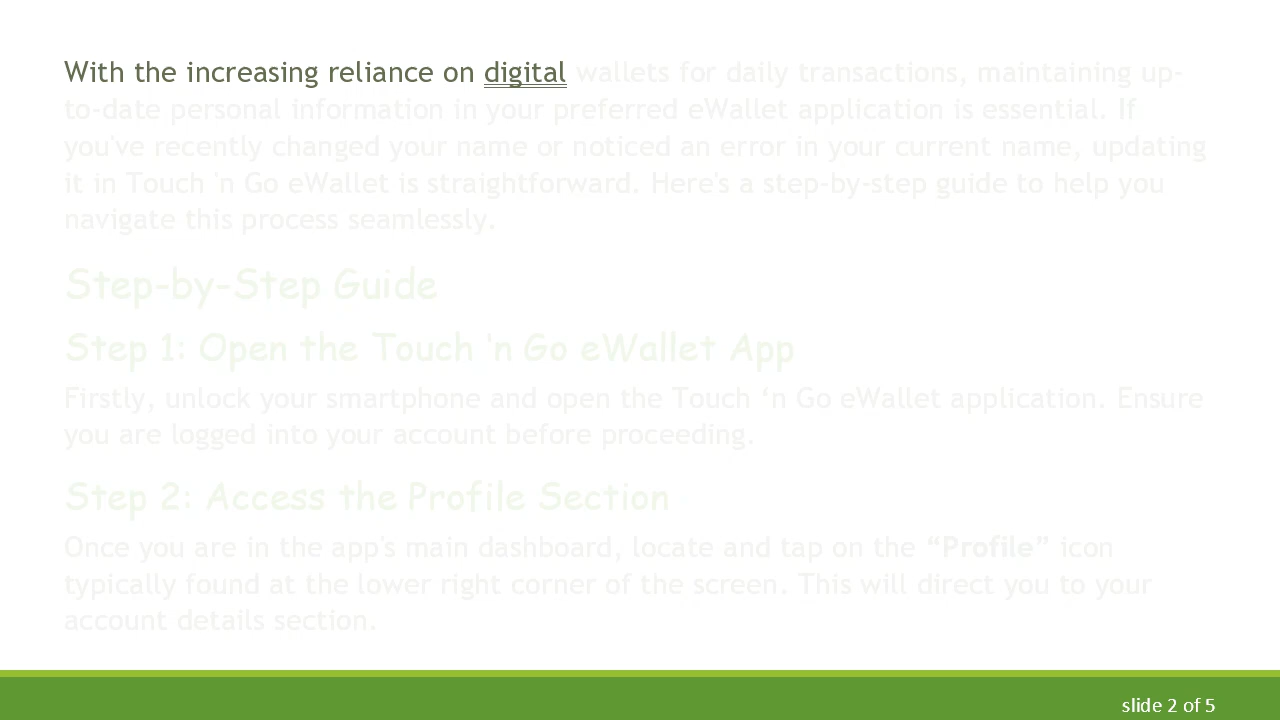 With the increasing reliance on digital wallets for daily transactions, maintaining up-
to-date personal information in your preferred eWallet application is essential. If
you've recently changed your name or noticed an error in your current name, updating
it in Touch 'n Go eWallet is straightforward. Here's a step-by-step guide to help you
navigate this process seamlessly.
Step-by-Step Guide
Step 1: Open the Touch 'n Go eWallet App
Firstly, unlock your smartphone and open the Touch ‘n Go eWallet application. Ensure
you are logged into your account before proceeding.
Step 2: Access the Profile Section
Once you are in the app's main dashboard, locate and tap on the “Profile” icon
typically found at the lower right corner of the screen. This will direct you to your
account details section.
slide 2 of 5